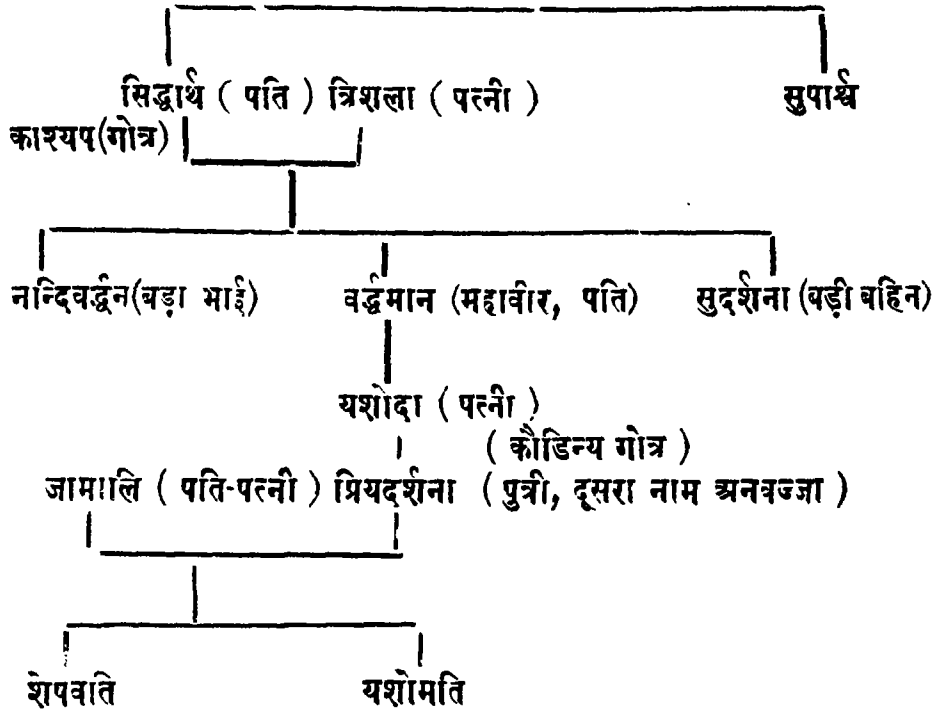 सिद्धार्थ ( पति ) त्रिशला ( पत्नी ) सुपार्श्व
काश्यप(गोत्र)
नन्दिवर्द्धन(बड़ा भाई) वर्द्धमान (महावीर, पति) सुदर्शना (बड़ी बहिन)
यशोदा ( पत्नी )
( कौडिन्य गोत्र )
जामालि ( पति-पत्नी ) प्रियदर्शना ( पुत्री, दूसरा नाम अनवज्जा )
शेपवति यशोमति